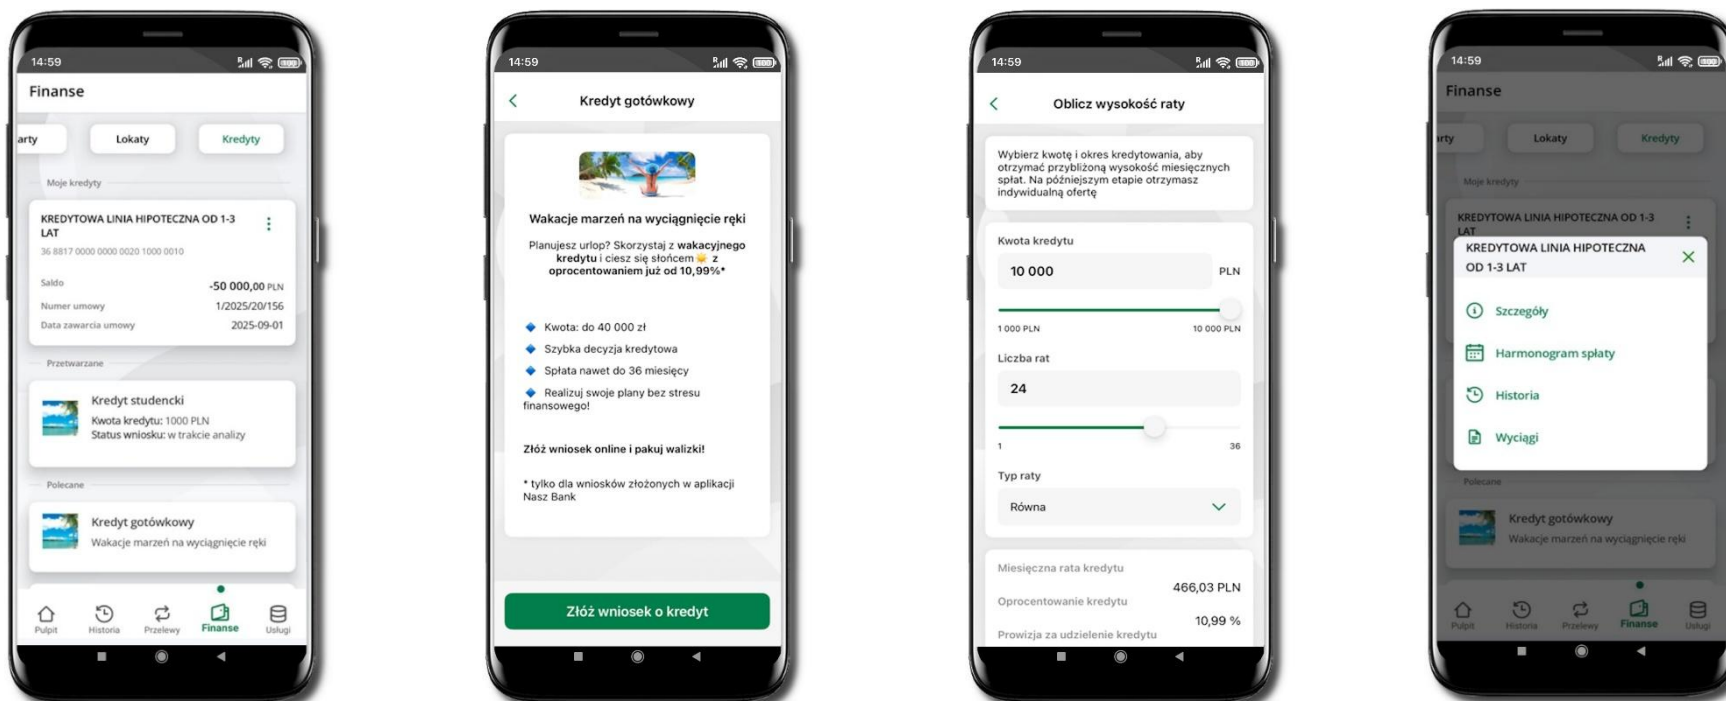 14:59
Finanse
arty Lokaty Kredyty
Moje kredyty
KREDYTOWA LINIA HIPOTECZNA OD 1-3
LAT
36 8817 0000 0000 0020 1000 0010
Saldo -50 000,00 PLN
Numer umowy 1/2025/20/156
Data zawarcia umowy 2025-09-01
Przetwarzane
Kredyt studencki
Kwota kredytu: 1000 PLN
Status wniosku: w trakcie analizy
Polecane
Kredyt gotówkowy
Wakacje marzeń na wyciągnięcie ręki
Pulpit Historia Przelewy Finanse Usługi
14:59
Kredyt gotówkowy
Wakacje marzeń na wyciągnięcie ręki
Planujesz urlop? Skorzystaj z wakacyjnego
kredytu i ciesz się słońcem☀️ z
oprocentowaniem już od 10,99%*
🔹 Kwota: do 40 000 zł
🔹 Szybka decyzja kredytowa
🔹 Spłata nawet do 36 miesięcy
🔹 Realizuj swoje plany bez stresu
finansowego!
Złóż wniosek online i pakuj walizki!
* tylko dla wniosków złożonych w aplikacji
Nasz Bank
Złóż wniosek o kredyt
14:59
Oblicz wysokość raty
Wybierz kwotę i okres kredytowania, aby
otrzymać przybliżoną wysokość miesięcznych
spłat. Na późniejszym etapie otrzymasz
indywidualną ofertę
Kwota kredytu
10 000 PLN
1 000 PLN 10 000 PLN
Liczba rat
24
1 36
Typ raty
Równa
Miesięczna rata kredytu
466,03 PLN
Oprocentowanie kredytu
10,99 %
Prowizja za udzielenie kredytu
14:59
Finanse
arty Lokaty Kredyty
Moje kredyty
KREDYTOWA LINIA HIPOTECZNA OD 1-3
LAT
KREDYTOWA LINIA HIPOTECZNA
OD 1-3 LAT
Szczegóły
Harmonogram spłaty
Historia
Wyciągi
Polecane
Kredyt gotówkowy
Wakacje marzeń na wyciągnięcie ręki
Pulpit Historia Przelewy Finanse Usługi